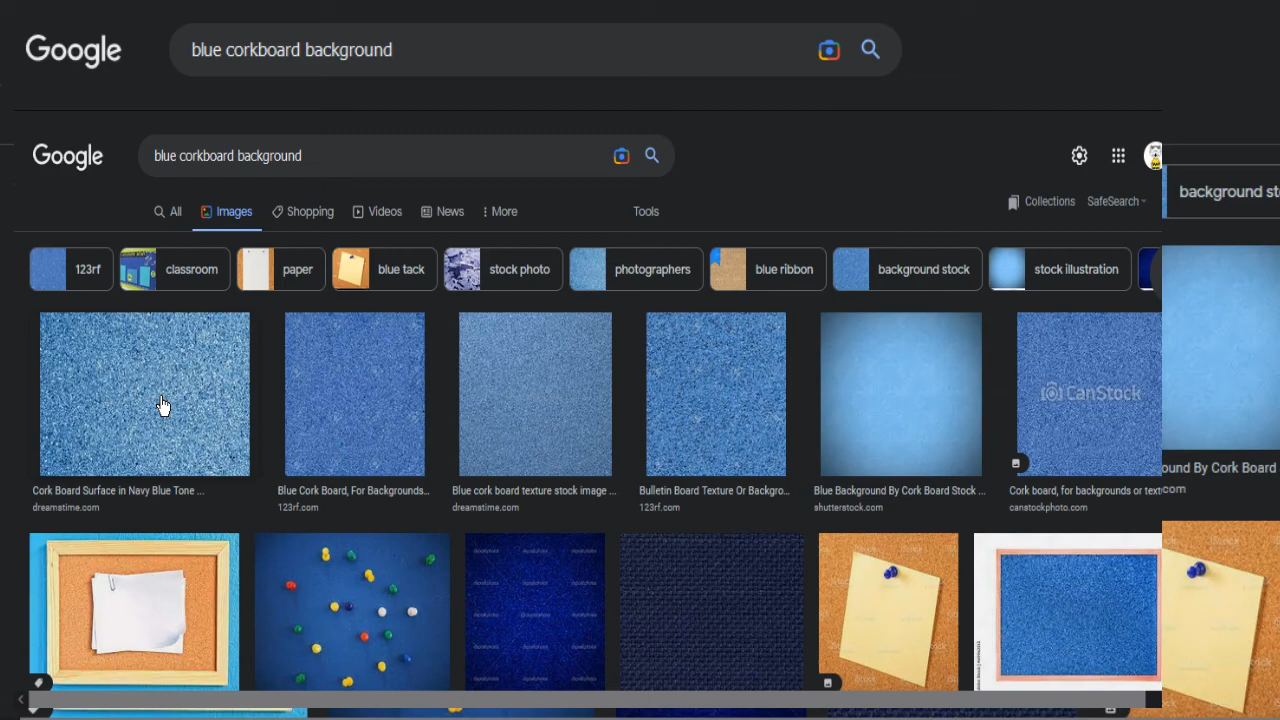 Google
blue corkboard background
Google
blue corkboard background
All
Images
Shopping
Videos
News
More
Tools
Collections
SafeSearch
background st
123rf
classroom
paper
blue tack
stock photo
photographers
blue ribbon
background stock
stock illustration
CanStock
Cork Board Surface in Navy Blue Tone ...
dreamstime.com
Blue Cork Board, For Backgrounds...
123rf.com
Blue cork board texture stock image ...
dreamstime.com
Bulletin Board Texture Or Backgro...
123rf.com
Blue Background By Cork Board Stock ...
shutterstock.com
Cork board, for backgrounds or text
canstockphoto.com
ound By Cork Board
com